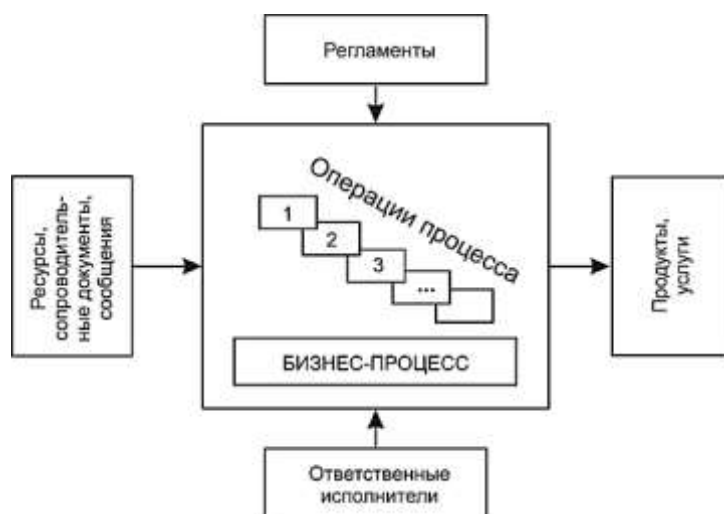 Регламенты
Ресурсы,
сопроводитель-
ные документы,
сообщения
Операции процесса
1
2
3
...
БИЗНЕС-ПРОЦЕСС
Продукты,
услуги
Ответственные
исполнители